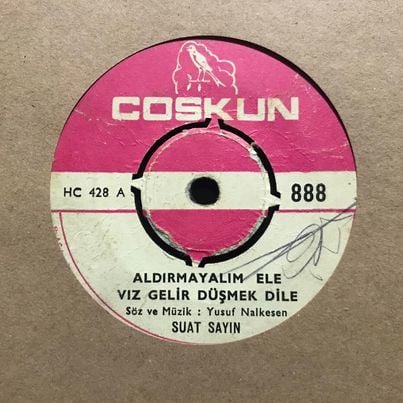 COSKUN
HC 428 A
888
ALDIRMAYALIM ELE
VIZ GELİR DÜŞMEK DİLE
Söz ve Müzik : Yusuf Nalkesen
SUAT SAYIN